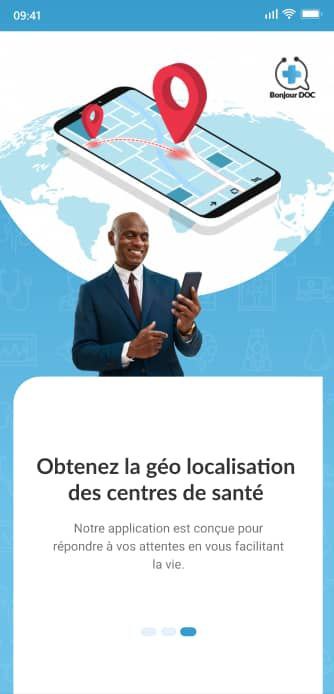 09:41
Bonjour DOC
Obtenez la géo localisation
des centres de santé
Notre application est conçue pour
répondre à vos attentes en vous facilitant
la vie.